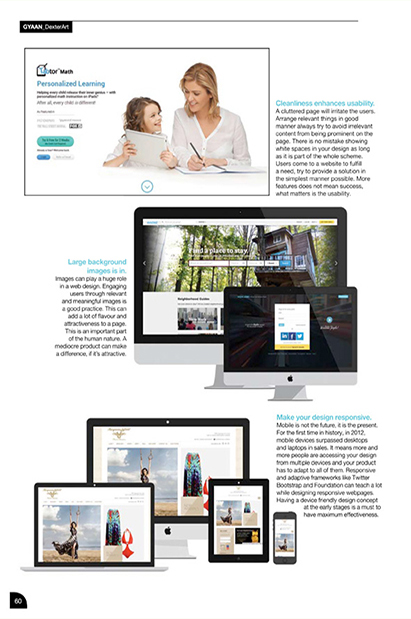 GYAAN_DexterArt
Tutor Math
Personalized Learning
Helping every child release their inner genius – with
personalized math instruction on iPads!*
After all, every child is different!
Cleanliness enhances usability.
A cluttered page will irritate the users.
Arrange relevant things in good
manner always try to avoid irrelevant
content from being prominent on the
page. There is no mistake showing
white spaces in your design as long
as it is part of the whole scheme.
Users come to a website to fulfill
a need, try to provide a solution in
the simplest manner possible. More
features does not mean success,
what matters is the usability.
Large background
images is in.
Images can play a huge role
in a web design. Engaging
users through relevant
and meaningful images is
a good practice. This can
add a lot of flavour and
attractiveness to a page.
This is an important part
of the human nature. A
mediocre product can make
a difference, if it's attractive.
Find a place to stay.
Neighborhood Guides
Make your design responsive.
Mobile is not the future, it is the present.
For the first time in history, in 2012,
mobile devices surpassed desktops
and laptops in sales. It means more and
more people are accessing your design
from multiple devices and your product
has to adapt to all of them. Responsive
and adaptive frameworks like Twitter
Bootstrap and Foundation can teach a lot
while designing responsive webpages.
Having a device friendly design concept
at the early stages is a must to
have maximum effectiveness.
60